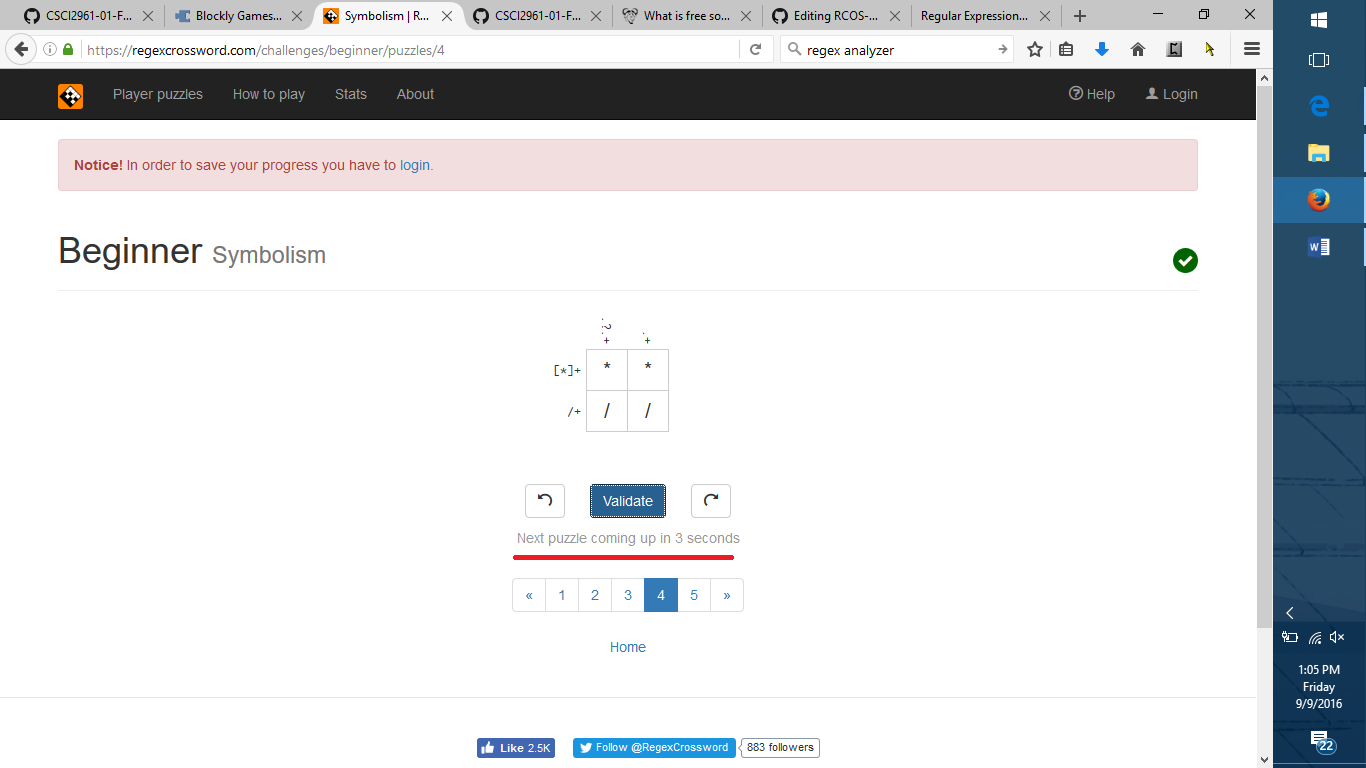 CSCI2961-01-F... Blockly Games... Symbolism | R... CSCI2961-01-F... What is free so... Editing RCOS-... Regular Expression...
https://regexcrossword.com/challenges/beginner/puzzles/4 regex analyzer
Player puzzles How to play Stats About Help Login
Notice! In order to save your progress you have to login.
Beginner Symbolism
.?.+ .+
[*]+ * *
/+ / /
Validate
Next puzzle coming up in 3 seconds
« 1 2 3 4 5 »
Home
Like 2.5K Follow @RegexCrossword 883 followers
1:05 PM
Friday
9/9/2016
22